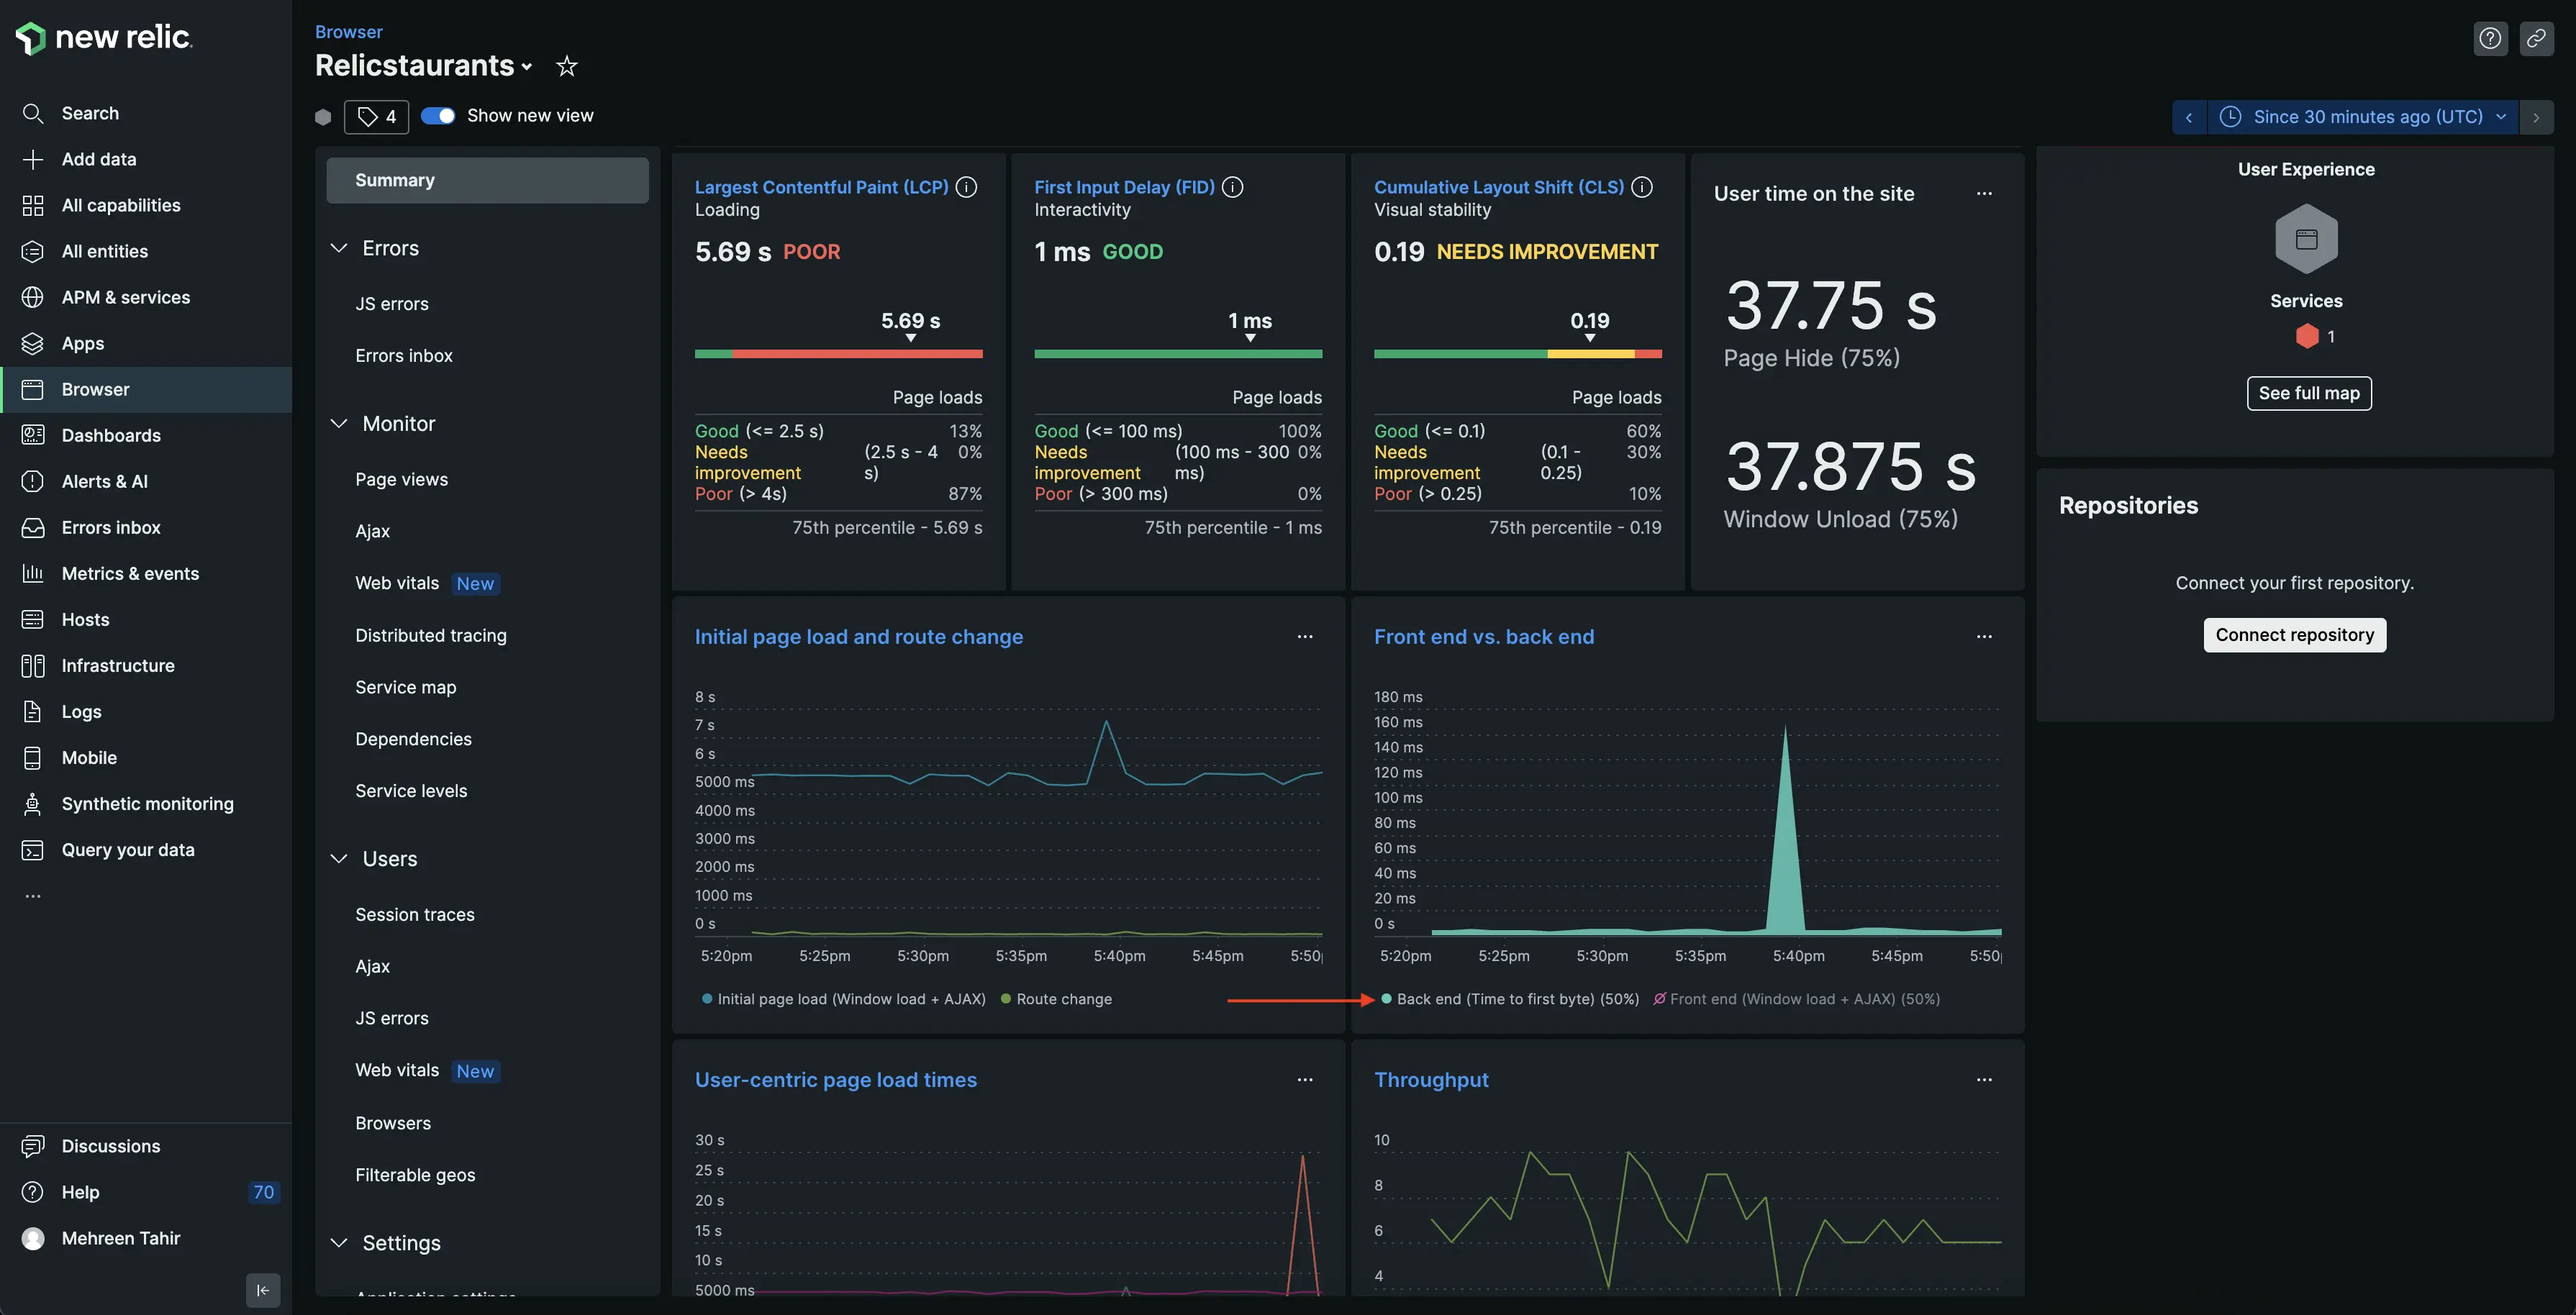 new relic.
Search
Add data
All capabilities
All entities
APM & services
Apps
Browser
Dashboards
Alerts & AI
Errors inbox
Metrics & events
Hosts
Infrastructure
Logs
Mobile
Synthetic monitoring
Query your data
...
Discussions
Help 70
Mehreen Tahir
Browser
Relicstaurants
4 Show new view
Since 30 minutes ago (UTC)
Summary
Errors
JS errors
Errors inbox
Monitor
Page views
Ajax
Web vitals New
Distributed tracing
Service map
Dependencies
Service levels
Users
Session traces
Ajax
JS errors
Web vitals New
Browsers
Filterable geos
Settings
Largest Contentful Paint (LCP)
Loading
5.69 s POOR
5.69 s
Page loads
Good (<= 2.5 s) 13%
Needs improvement (2.5 s - 4 s) 0%
Poor (> 4s) 87%
75th percentile - 5.69 s
First Input Delay (FID)
Interactivity
1 ms GOOD
1 ms
Page loads
Good (<= 100 ms) 100%
Needs improvement (100 ms - 300 ms) 0%
Poor (> 300 ms) 0%
75th percentile - 1 ms
Cumulative Layout Shift (CLS)
Visual stability
0.19 NEEDS IMPROVEMENT
0.19
Page loads
Good (<= 0.1) 60%
Needs improvement (0.1 - 0.25) 30%
Poor (> 0.25) 10%
75th percentile - 0.19
User time on the site ...
37.75 s
Page Hide (75%)
37.875 s
Window Unload (75%)
User Experience
Services
1
See full map
Repositories
Connect your first repository.
Connect repository
Initial page load and route change ...
8 s
7 s
6 s
5000 ms
4000 ms
3000 ms
2000 ms
1000 ms
0 s
5:20pm 5:25pm 5:30pm 5:35pm 5:40pm 5:45pm 5:50
Initial page load (Window load + AJAX) Route change
Front end vs. back end ...
180 ms
160 ms
140 ms
120 ms
100 ms
80 ms
60 ms
40 ms
20 ms
0 s
5:20pm 5:25pm 5:30pm 5:35pm 5:40pm 5:45pm 5:50
Back end (Time to first byte) (50%) Front end (Window load + AJAX) (50%)
User-centric page load times ...
30 s
25 s
20 s
15 s
10 s
5000 ms
Throughput ...
10
8
6
4